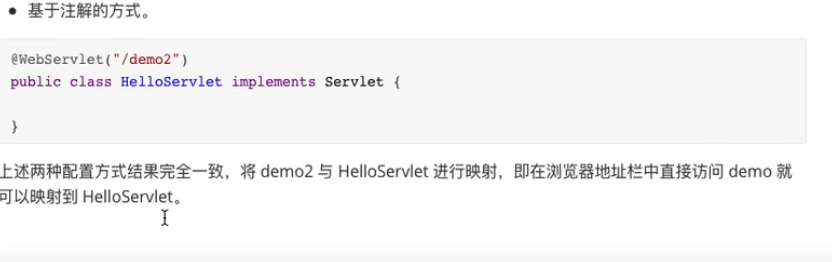 ● 基于注解的方式。
@WebServlet("/demo2")
public class HelloServlet implements Servlet {
}
上述两种配置方式结果完全一致，将 demo2 与 HelloServlet 进行映射，即在浏览器地址栏中直接访问 demo 就
可以映射到 HelloServlet。